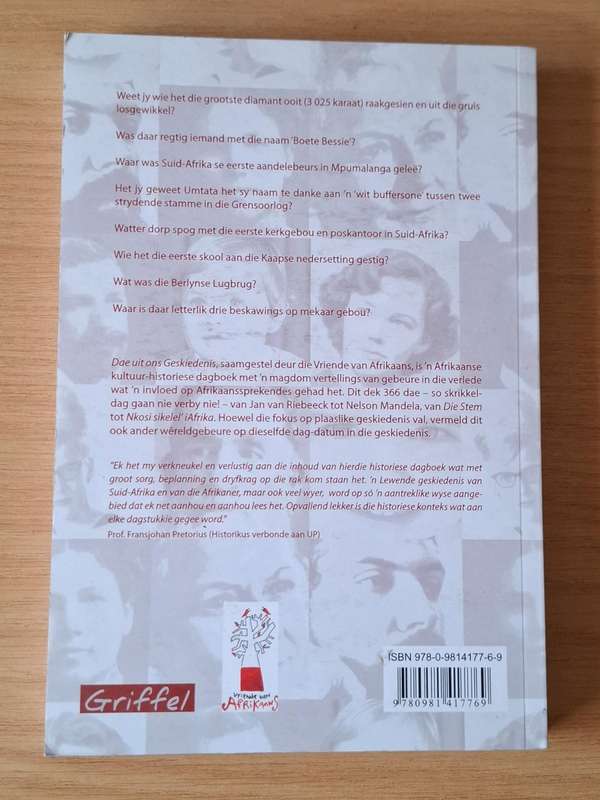 Weet jy wie het die grootste diamant ooit (3 025 karaat) raakgesien en uit die gruis
losgewikkel?
Was daar regtig iemand met die naam 'Boete Bessie'?
Waar was Suid-Afrika se eerste aandelebeurs in Mpumalanga geleë?
Het jy geweet Umtata het sy naam te danke aan 'n 'wit buffersone' tussen twee
strydende stamme in die Grensoorlog?
Watter dorp spog met die eerste kerkgebou en poskantoor in Suid-Afrika?
Wie het die eerste skool aan die Kaapse nedersetting gestig?
Wat was die Berlynse Lugbrug?
Waar is daar letterlik drie beskawings op mekaar gebou?
Dae uit ons Geskiedenis, saamgestel deur die Vriende van Afrikaans, is 'n Afrikaanse
kultuur-historiese dagboek met 'n magdom vertellings van gebeure in die verlede
wat 'n invloed op Afrikaanssprekendes gehad het. Dit dek 366 dae – so skrikkel-
dag gaan nie verby nie! – van Jan van Riebeeck tot Nelson Mandela, van Die Stem
tot Nkosi sikelel' iAfrika. Hoewel die fokus op plaaslike geskiedenis val, vermeld dit
ook ander wêreldgebeure op dieselfde dag-datum in die geskiedenis.
"Ek het my verkneukel en verlustig aan die inhoud van hierdie historiese dagboek wat met
groot sorg, beplanning en dryfkrag op die rak kom staan het. 'n Lewende geskiedenis van
Suid-Afrika en van die Afrikaner, maar ook veel wyer, word op só 'n aantreklike wyse aange-
bied dat ek net aanhou en aanhou lees het. Opvallend lekker is die historiese konteks wat aan
elke dagstukkie gegee word."
Prof. Fransjohan Pretorius (Historikus verbonde aan UP)
Griffel
Vriende van
AFRIKAANS
ISBN 978-0-9814177-6-9
9 780981 417769